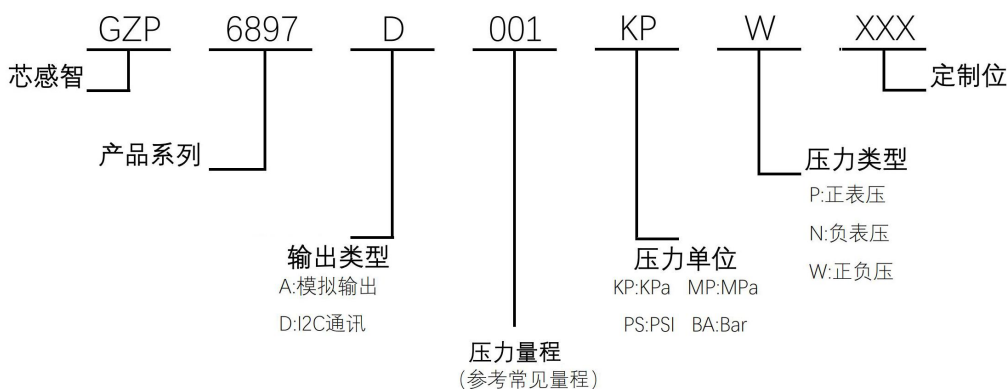 GZP 6897 D 001 KP W XXX
芯感智
定制位
产品系列
压力类型
P:正表压
N:负表压
W:正负压
输出类型
A:模拟输出
D:I2C通讯
压力单位
KP:KPa MP:MPa
PS:PSI BA:Bar
压力量程
(参考常见量程)